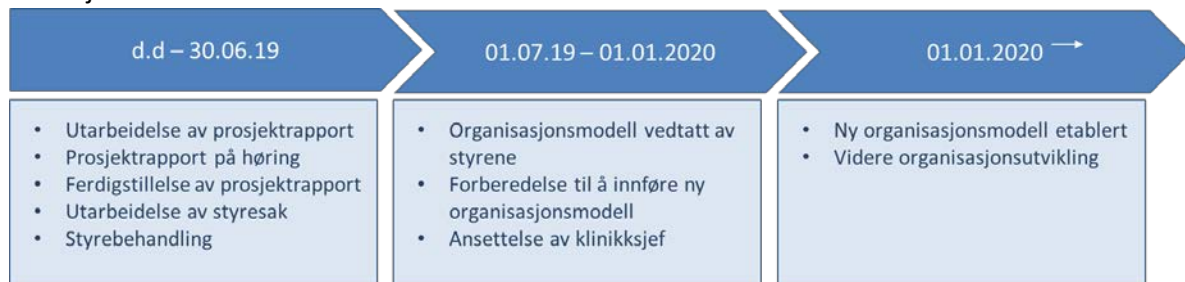 d.d – 30.06.19
01.07.19 – 01.01.2020
01.01.2020 →
• Utarbeidelse av prosjektrapport
• Prosjektrapport på høring
• Ferdigstillelse av prosjektrapport
• Utarbeidelse av styresak
• Styrebehandling
• Organisasjonsmodell vedtatt av
styrene
• Forberedelse til å innføre ny
organisasjonsmodell
• Ansettelse av klinikksjef
• Ny organisasjonsmodell etablert
• Videre organisasjonsutvikling